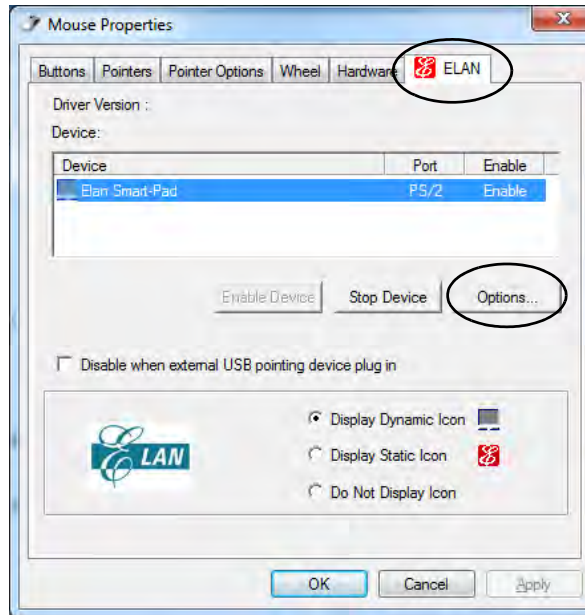 Mouse Properties
Buttons Pointers Pointer Options Wheel Hardware ELAN
Driver Version :
Device:
Device Port Enable
Elan Smart-Pad PS/2 Enable
Enable Device Stop Device Options...
Disable when external USB pointing device plug in
ELAN
Display Dynamic Icon
Display Static Icon
Do Not Display Icon
OK Cancel Apply